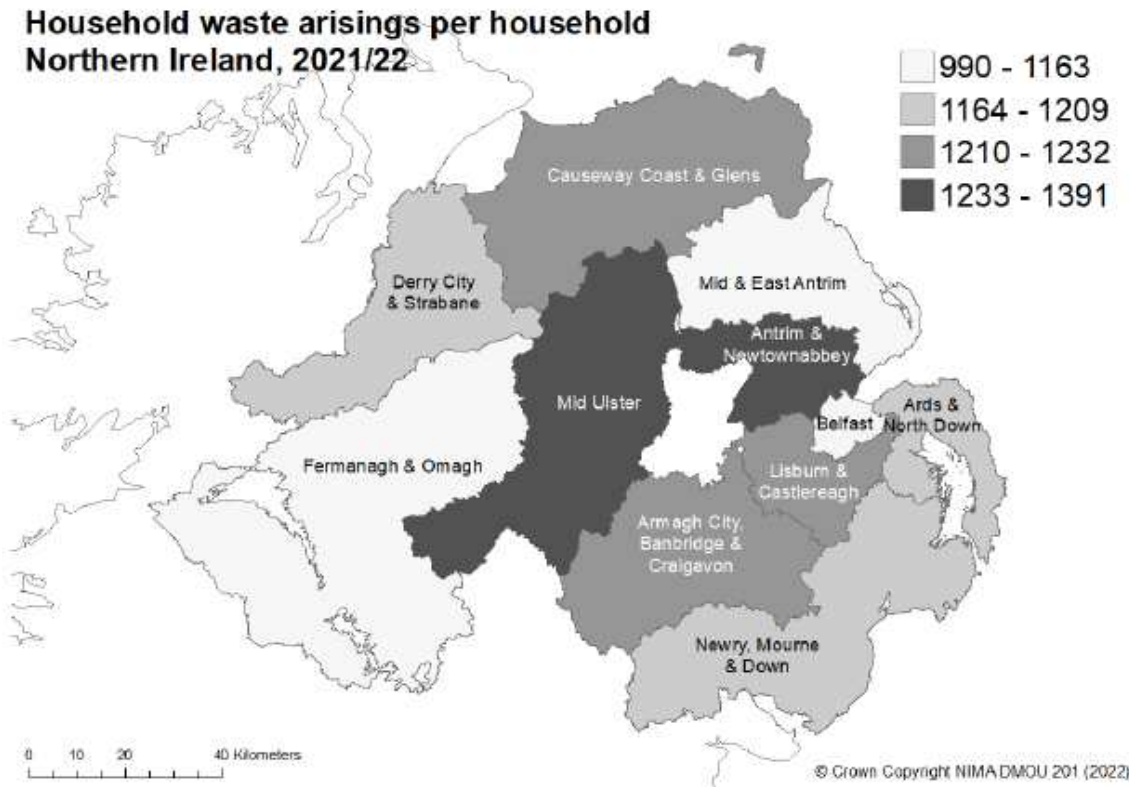 Household waste arisings per household
Northern Ireland, 2021/22
990 - 1163
1164 - 1209
1210 - 1232
1233 - 1391
Causeway Coast & Glens
Derry City
& Strabane
Mid & East Antrim
Antrim &
Newtownabbey
Mid Ulster
Belfast
Ards &
North Down
Fermanagh & Omagh
Lisburn &
Castlereagh
Armagh City,
Banbridge &
Craigavon
Newry, Mourne
& Down
0 10 20 40 Kilometers
© Crown Copyright NIMA DMOU 201 (2022)